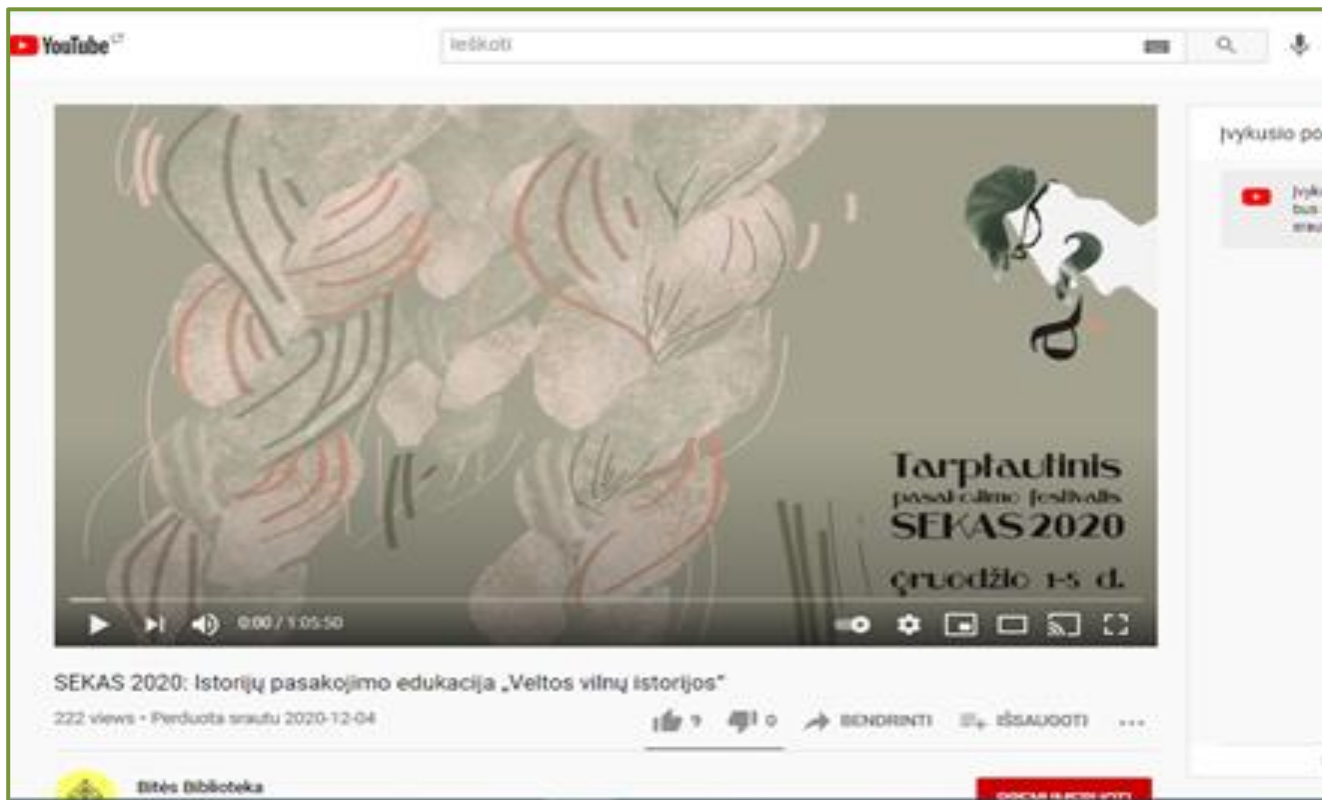 YouTube LT
Ieškoti
Įvykusio po
Tarptautinis
pasakojimo festivalis
SEKAS 2020
gruodžio 1-5 d.
0:00 / 1:05:50
SEKAS 2020: Istorijų pasakojimo edukacija „Veltos vilnų istorijos“
222 views • Perduota srautu 2020-12-04
9
0
BENDRINTI
IŠSAUGOTI
Bitės Biblioteka